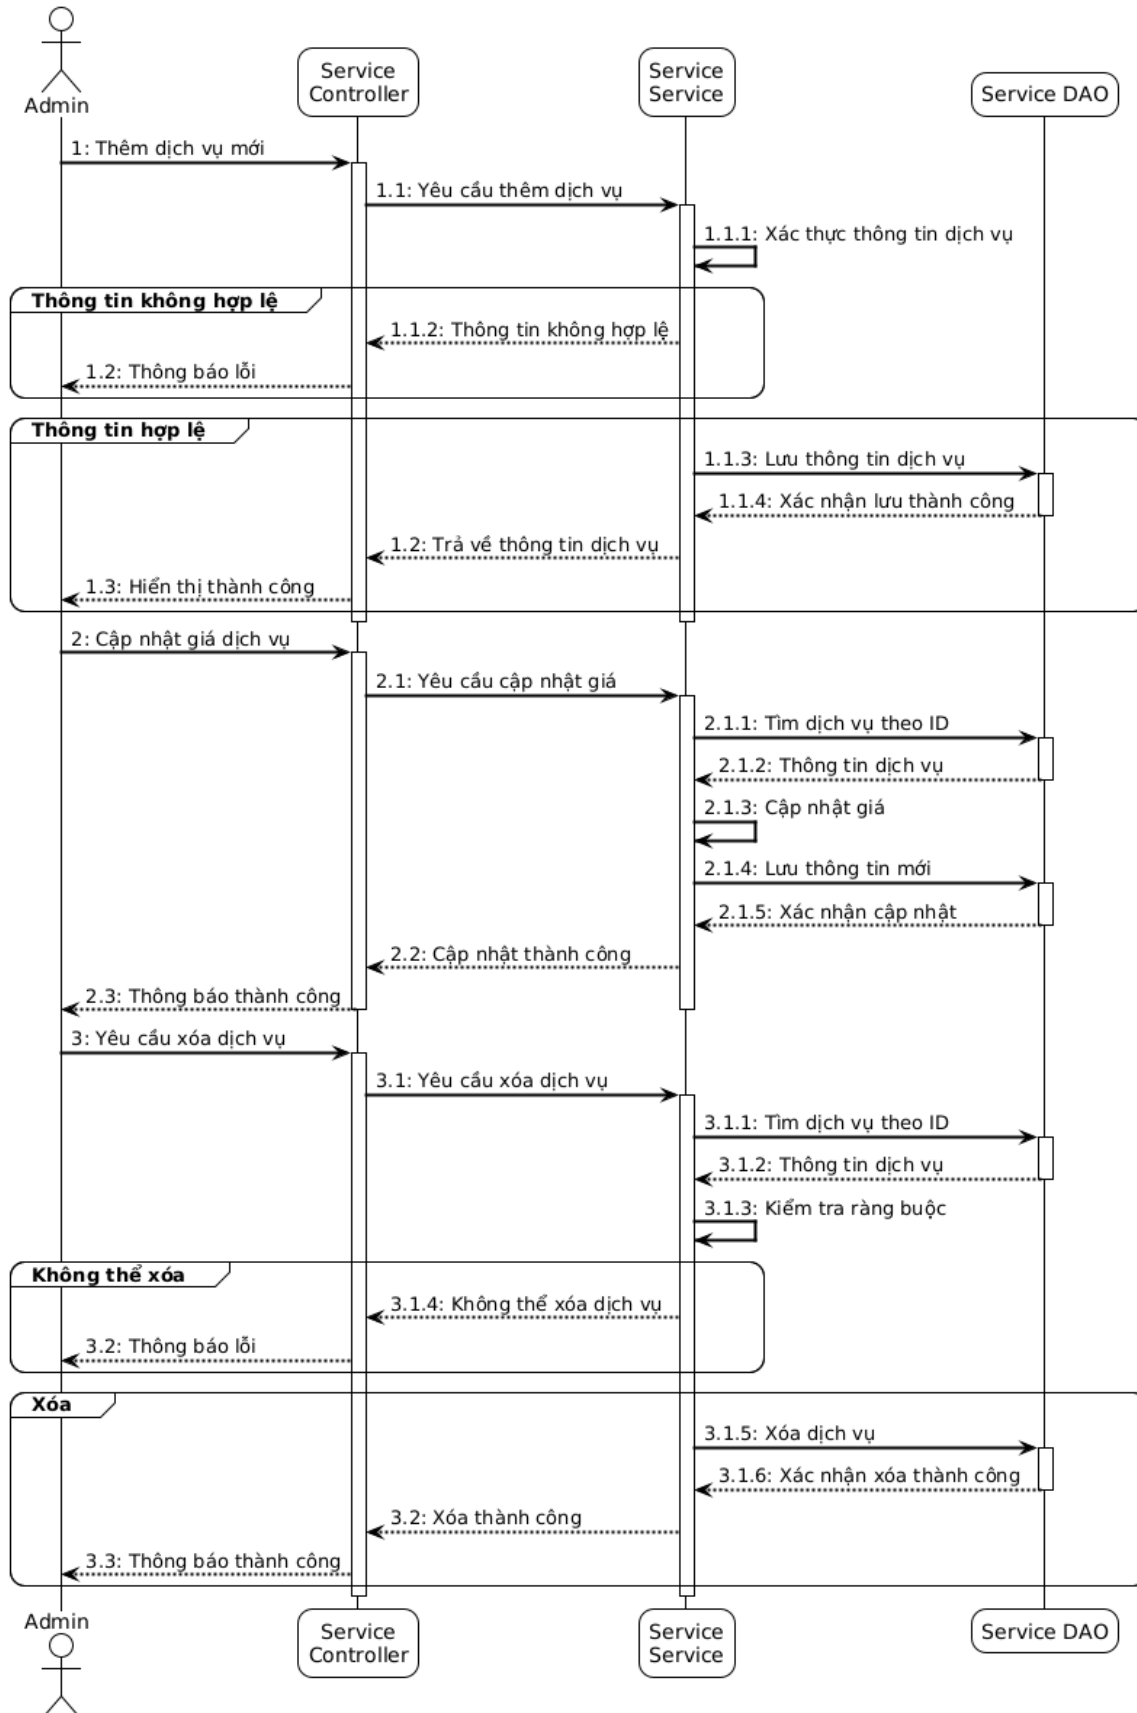 Admin
Service
Controller
Service
Service
Service DAO
1: Thêm dịch vụ mới
1.1: Yêu cầu thêm dịch vụ
1.1.1: Xác thực thông tin dịch vụ
Thông tin không hợp lệ
1.1.2: Thông tin không hợp lệ
1.2: Thông báo lỗi
Thông tin hợp lệ
1.1.3: Lưu thông tin dịch vụ
1.1.4: Xác nhận lưu thành công
1.2: Trả về thông tin dịch vụ
1.3: Hiển thị thành công
2: Cập nhật giá dịch vụ
2.1: Yêu cầu cập nhật giá
2.1.1: Tìm dịch vụ theo ID
2.1.2: Thông tin dịch vụ
2.1.3: Cập nhật giá
2.1.4: Lưu thông tin mới
2.1.5: Xác nhận cập nhật
2.2: Cập nhật thành công
2.3: Thông báo thành công
3: Yêu cầu xóa dịch vụ
3.1: Yêu cầu xóa dịch vụ
3.1.1: Tìm dịch vụ theo ID
3.1.2: Thông tin dịch vụ
3.1.3: Kiểm tra ràng buộc
Không thể xóa
3.1.4: Không thể xóa dịch vụ
3.2: Thông báo lỗi
Xóa
3.1.5: Xóa dịch vụ
3.1.6: Xác nhận xóa thành công
3.2: Xóa thành công
3.3: Thông báo thành công
Admin
Service
Controller
Service
Service
Service DAO